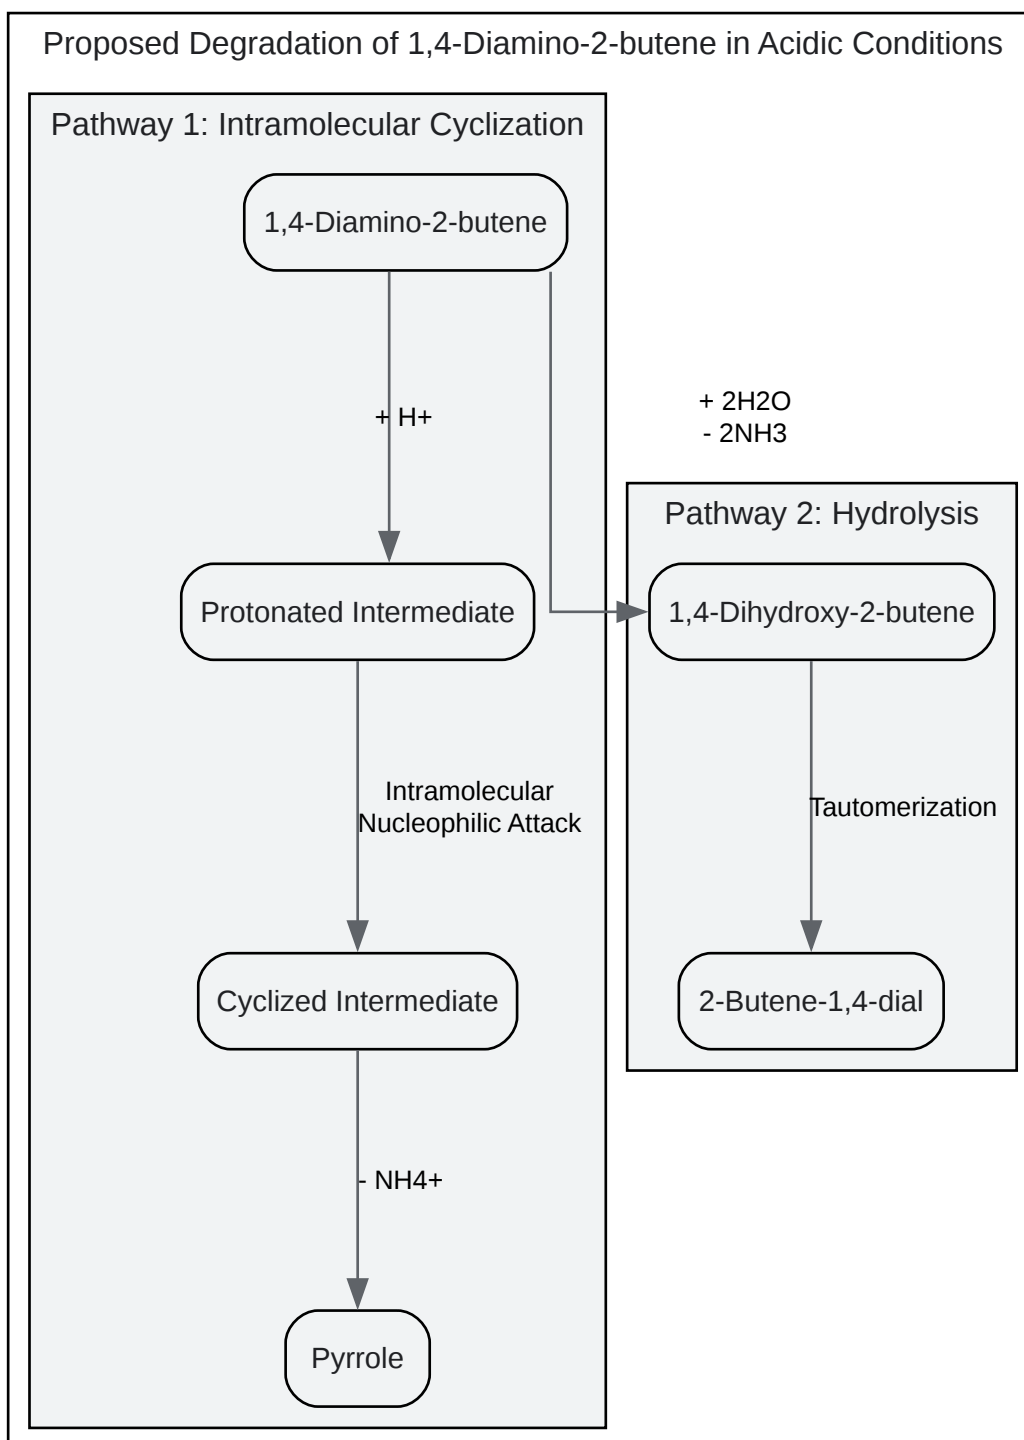 Proposed Degradation of 1,4-Diamino-2-butene in Acidic Conditions
Pathway 1: Intramolecular Cyclization
1,4-Diamino-2-butene
+ H+
Protonated Intermediate
Intramolecular
Nucleophilic Attack
Cyclized Intermediate
- NH4+
Pyrrole
+ 2H2O
- 2NH3
Pathway 2: Hydrolysis
1,4-Dihydroxy-2-butene
Tautomerization
2-Butene-1,4-dial